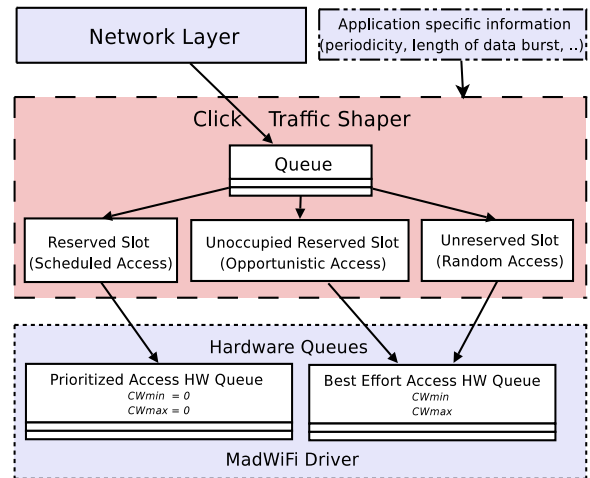 Network Layer
Application specific information
(periodicity, length of data burst, ..)
Click Traffic Shaper
Queue
Reserved Slot
(Scheduled Access)
Unoccupied Reserved Slot
(Opportunistic Access)
Unreserved Slot
(Random Access)
Hardware Queues
Prioritized Access HW Queue
CWmin = 0
CWmax = 0
Best Effort Access HW Queue
CWmin
CWmax
MadWiFi Driver